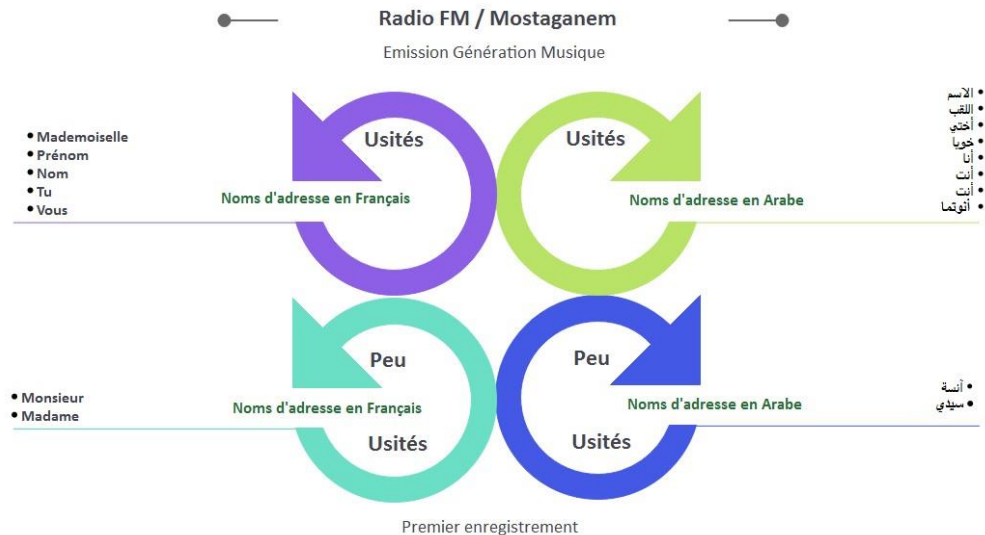 Radio FM / Mostaganem
Emission Générαtion Musique
Usités
Usités
• Mademoiselle
• Prénom
• Nom
• Tu
• Vous
Noms d'adresse en Français
Noms d'adresse en Arabe
• الاسم
• اللقب
• أختي
• خويا
• أنا
• أنت
• أنت
• أنوتما
Peu
Usités
Peu
Usités
• Monsieur
• Madame
Noms d'adresse en Français
Noms d'adresse en Arabe
• آنسة
• سيدي
Premier enregistrement